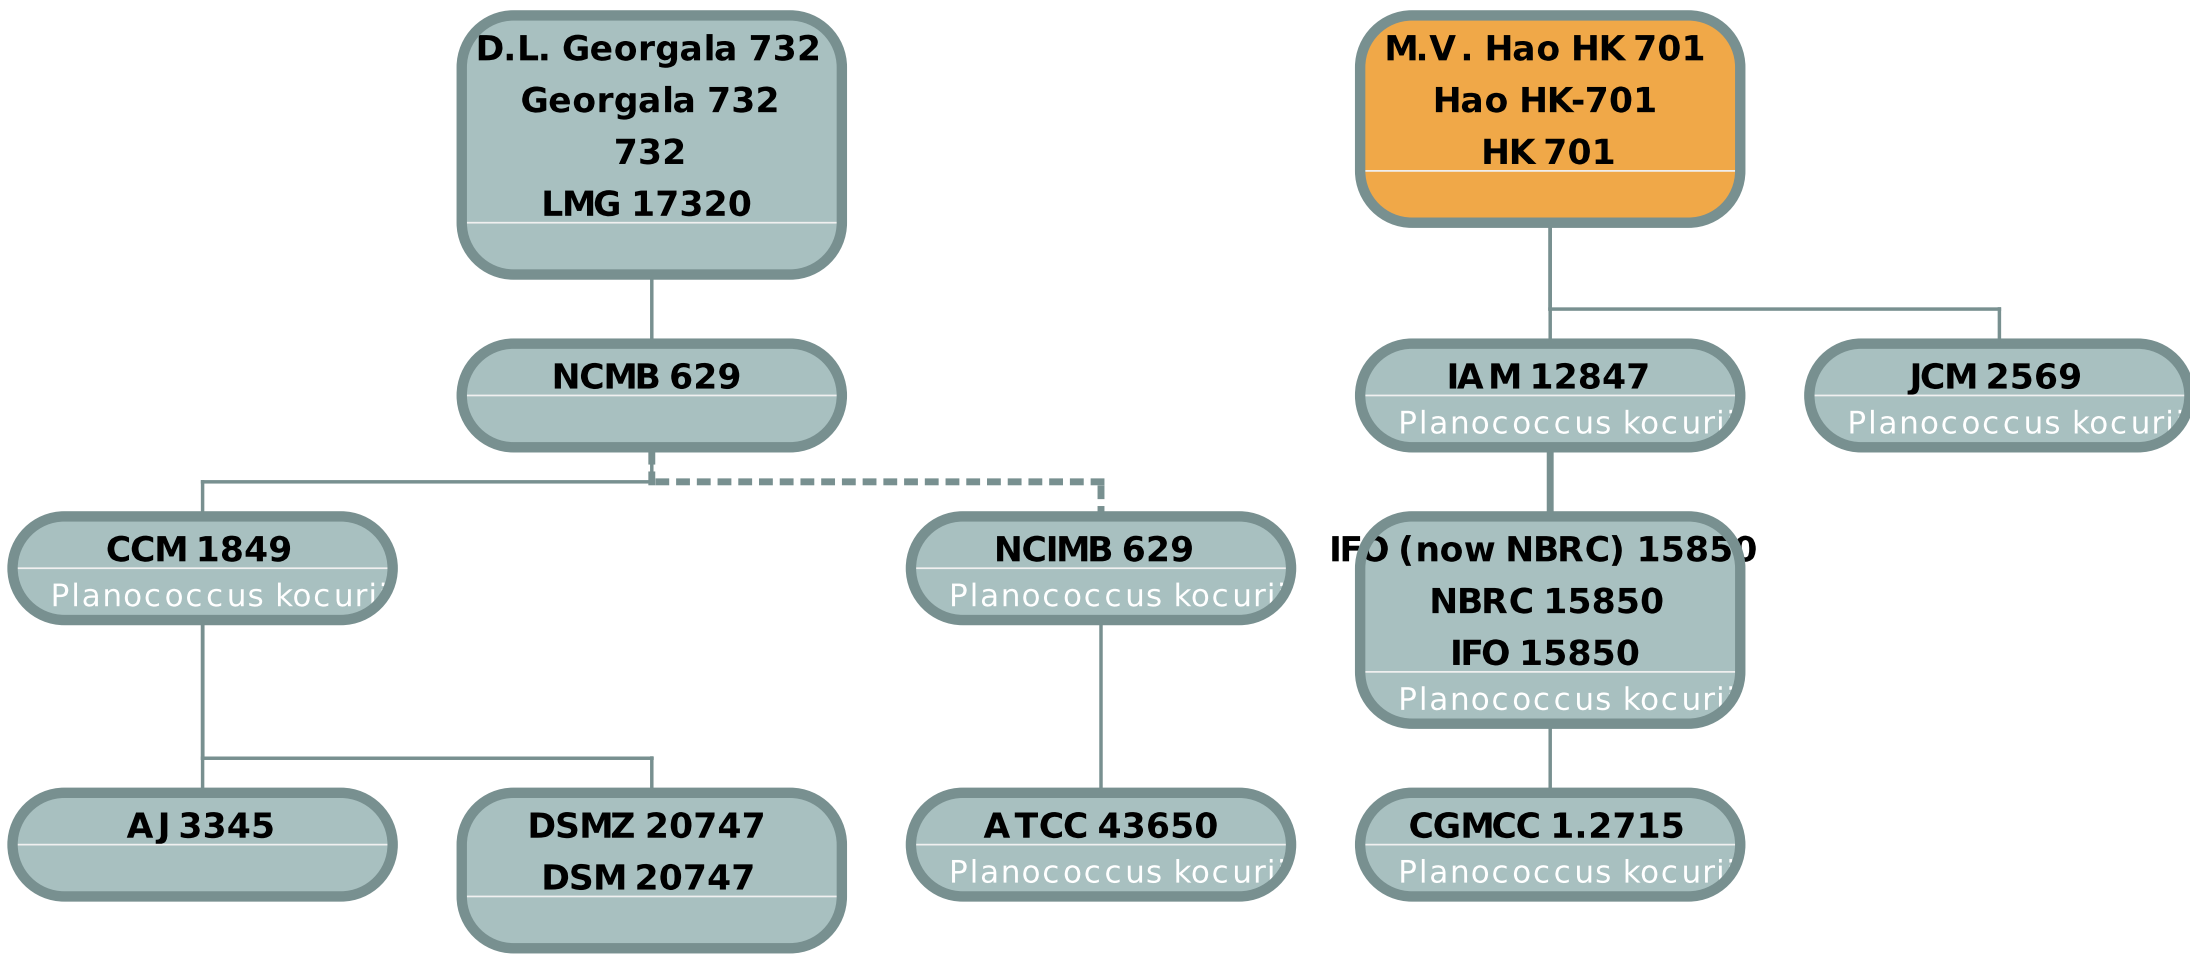 D.L. Georgala 732
Georgala 732
732
LMG 17320
M.V. Hao HK 701
Hao HK-701
HK 701
NCMB 629
IAM 12847
Planococcus kocurii
JCM 2569
Planococcus kocurii
CCM 1849
Planococcus kocurii
NCIMB 629
Planococcus kocurii
IFO (now NBRC) 15850
NBRC 15850
IFO 15850
Planococcus kocurii
AJ 3345
DSMZ 20747
DSM 20747
ATCC 43650
Planococcus kocurii
CGMCC 1.2715
Planococcus kocurii